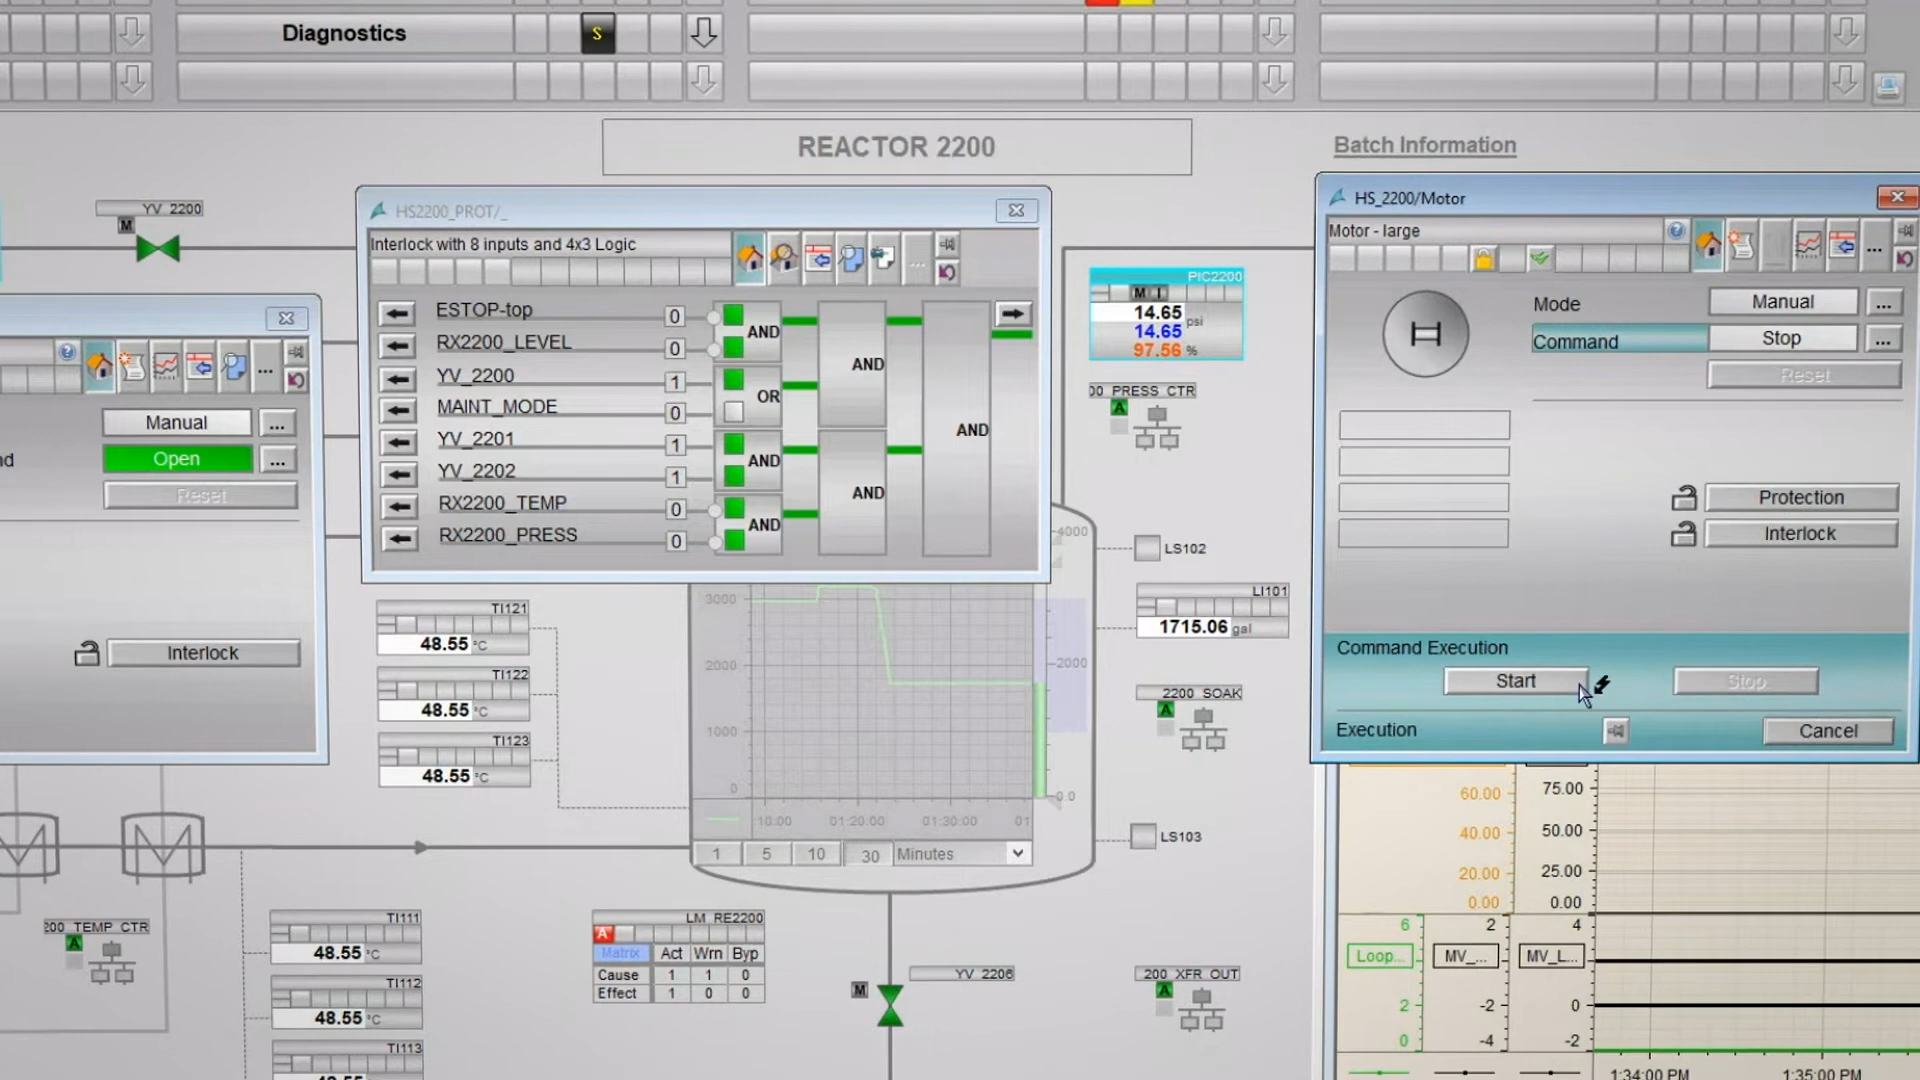 Diagnostics
S
REACTOR 2200
Batch Information
YV_2200
M
HS2200_PROT/_
Interlock with 8 inputs and 4x3 Logic
...
ESTOP-top 0
RX2200_LEVEL 0
AND
YV_2200 1
MAINT_MODE 0
OR
AND
YV_2201 1
YV_2202 1
AND
AND
RX2200_TEMP 0
RX2200_PRESS 0
AND
AND
...
Manual ...
Open ...
Reset
Interlock
PIC2200
M I
14.65 psi
14.65
97.56 %
00_PRESS_CTR
A
HS_2200/Motor
Motor - large
...
Mode Manual ...
Command Stop ...
Reset
Protection
Interlock
Command Execution
Start Stop
Execution Cancel
LS102
LI101
1715.06 gal
2200_SOAK
A
LS103
4000
2000
0.0
3000
2000
1000
0
:10:00 01:20:00 01:30:00 01
1 5 10 30 Minutes
TI121
48.55 °C
TI122
48.55 °C
TI123
48.55 °C
200_TEMP_CTR
A
TI111
48.55 °C
TI112
48.55 °C
TI113
LM_RE2200
A
Matrix Act Wrn Byp
Cause 1 1 0
Effect 1 0 0
YV_2206
M
200_XFR_OUT
A
60.00 75.00
40.00 50.00
20.00 25.00
0.00 0.00
6 2 4
Loop... MV_... MV_L...
2 -2 0
0 -4 -2
1:34:00 PM 1:35:00 PM